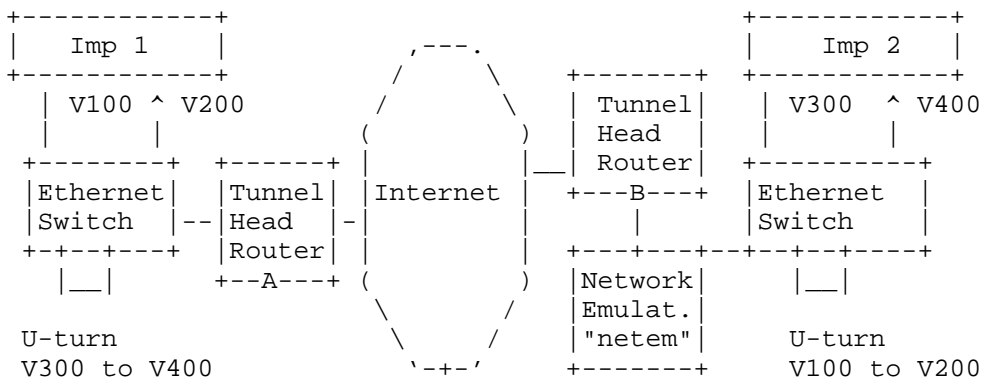 Imp 1 Imp 2
V100 ^ V200 Tunnel V300 ^ V400
Head
Router
Ethernet Tunnel Internet B Ethernet
Switch Head Switch
Router
A Network
Emulat.
U-turn "netem" U-turn
V300 to V400 V100 to V200